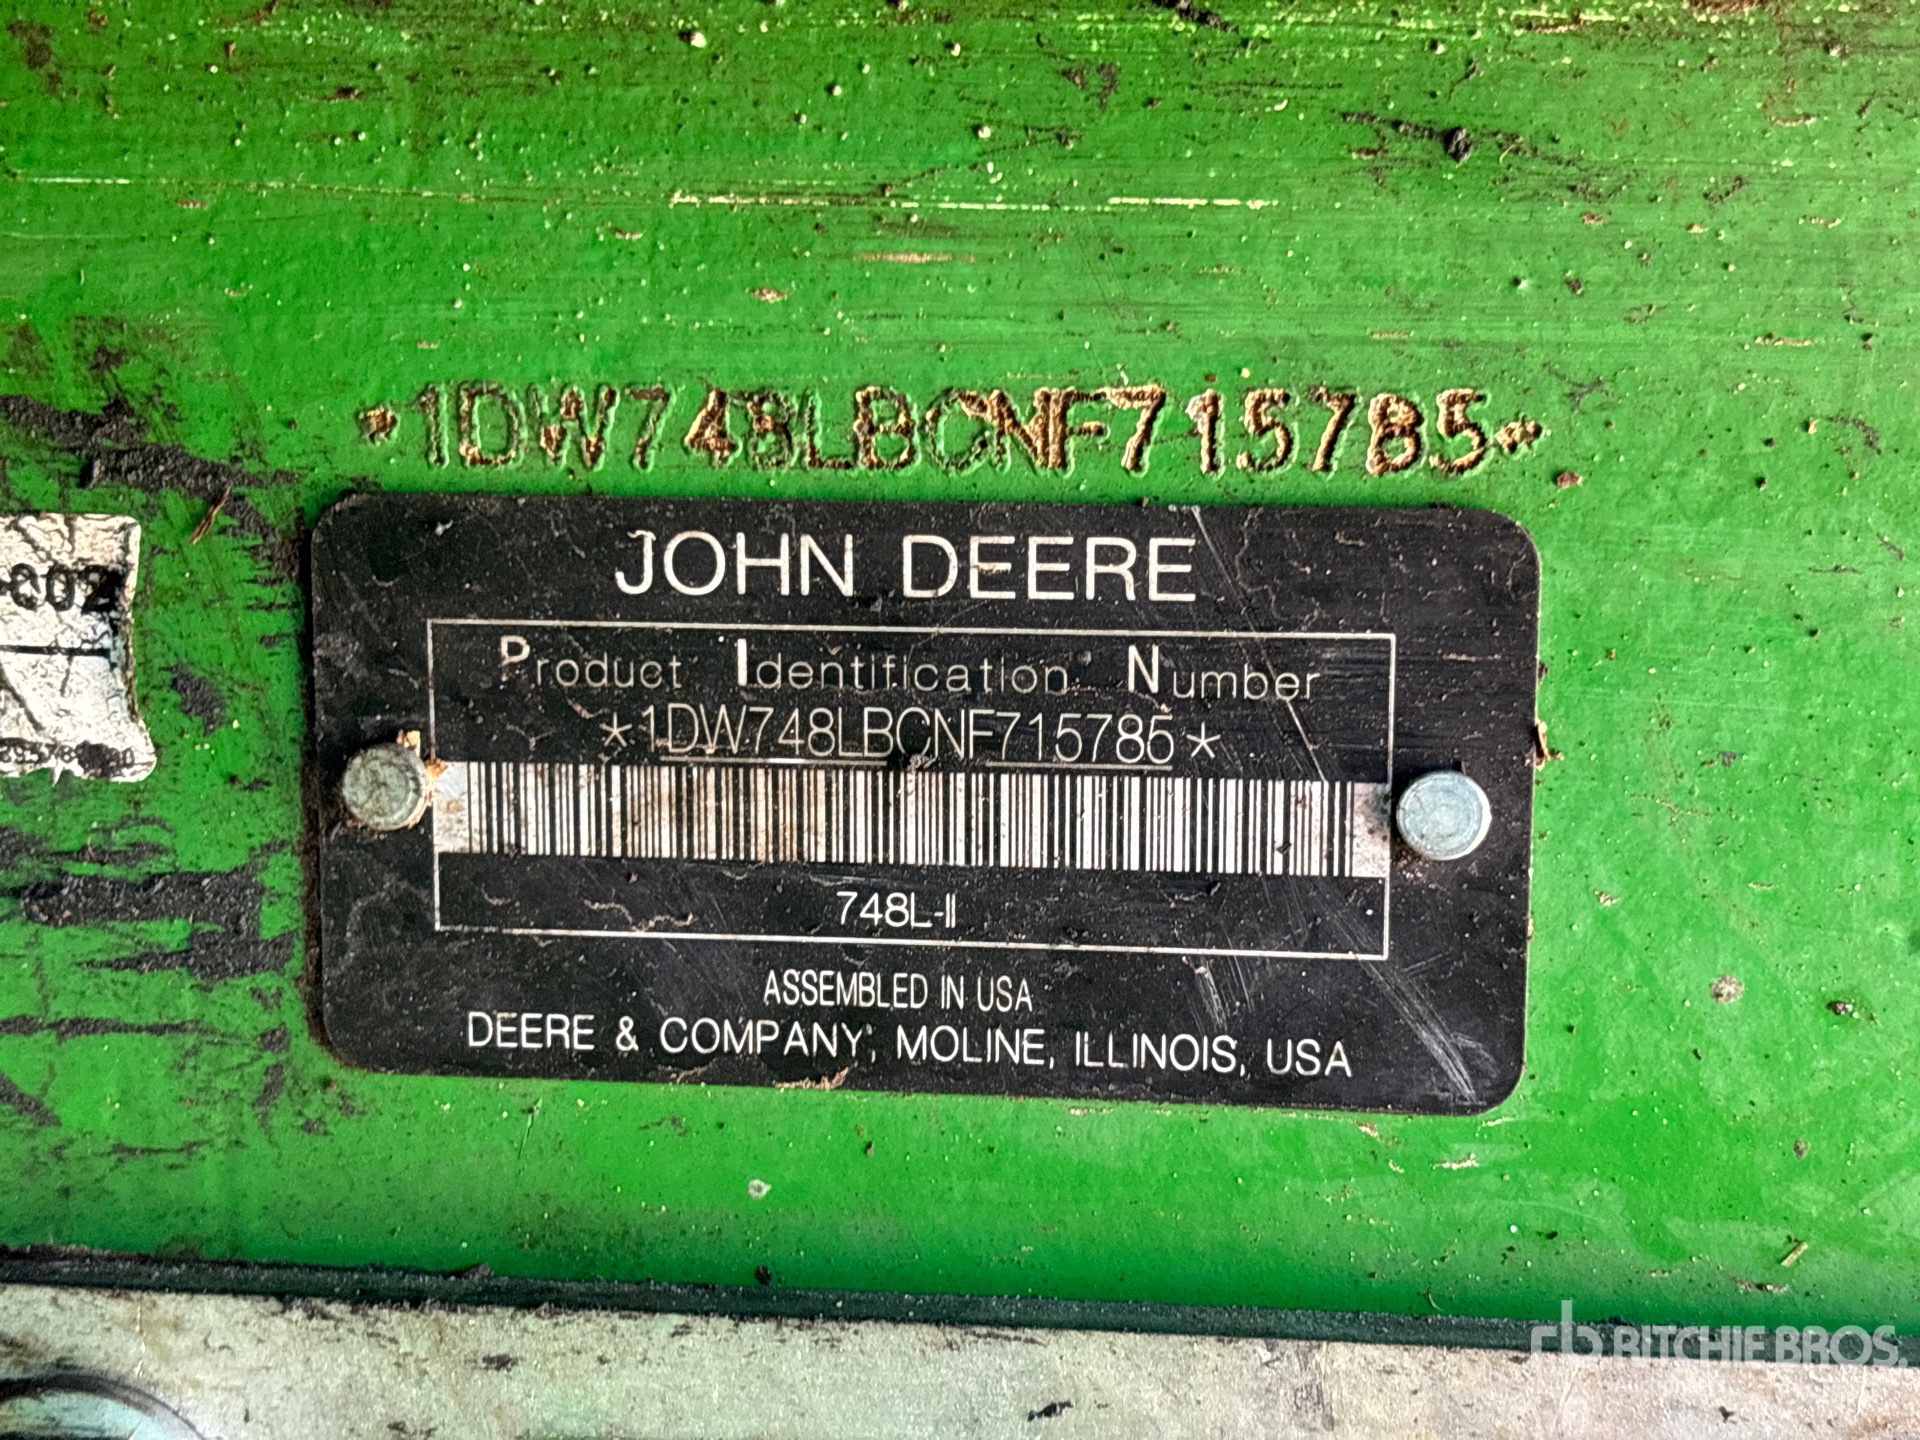 *1DW748LBCNF715785*
JOHN DEERE
Product Identification Number
*1DW748LBCNF715785*
748L-II
ASSEMBLED IN USA
DEERE & COMPANY, MOLINE, ILLINOIS, USA
rb RITCHIE BROS.